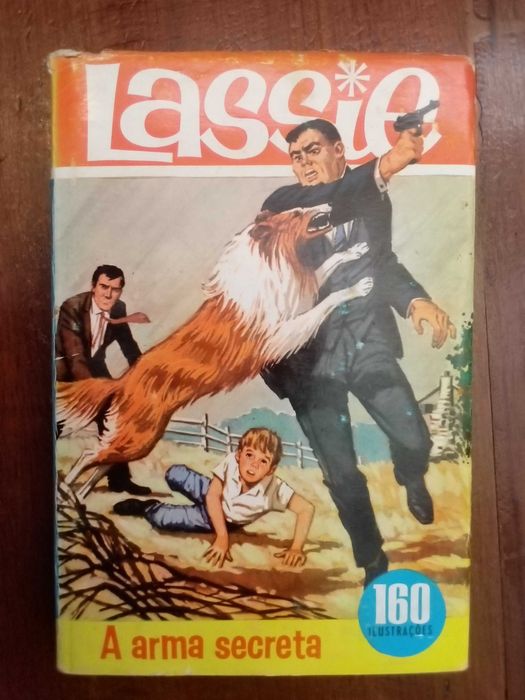 Lassie
160
ILUSTRAÇÕES
A arma secreta